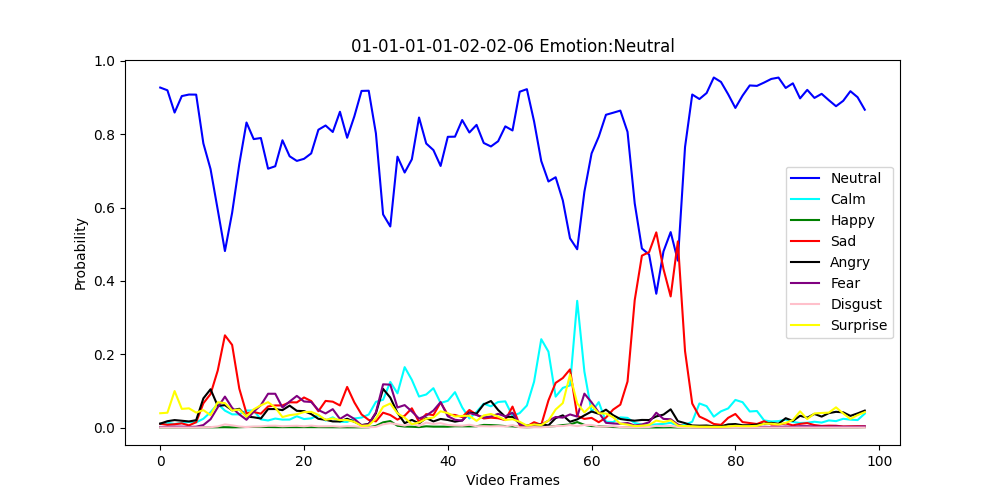 01-01-01-01-02-02-06 Emotion:Neutral
1.0
0.8
0.6
0.4
0.2
0.0
Probability
0
20
40
60
80
100
Video Frames
Neutral
Calm
Happy
Sad
Angry
Fear
Disgust
Surprise